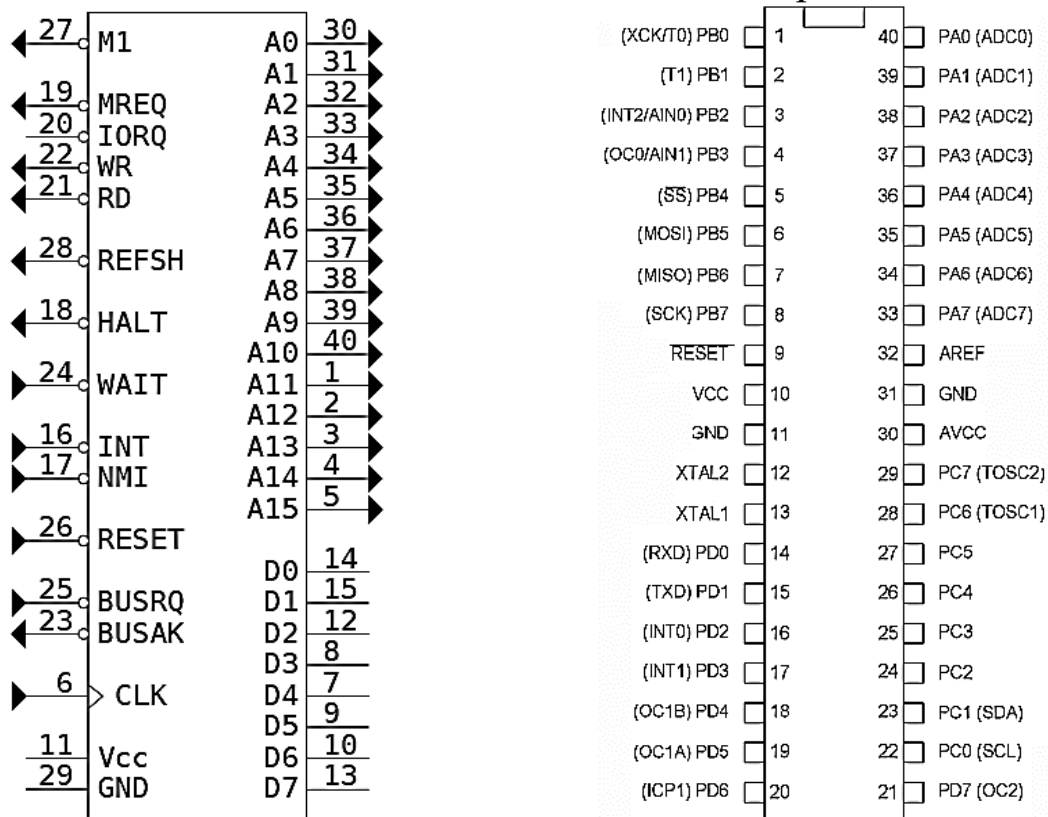 27 M1 A0 30
A1 31
19 MREQ A2 32
20 IORQ A3 33
22 WR A4 34
21 RD A5 35
A6 36
28 REFSH A7 37
A8 38
18 HALT A9 39
A10 40
24 WAIT A11 1
A12 2
16 INT A13 3
17 NMI A14 4
A15 5
26 RESET
D0 14
25 BUSRQ D1 15
23 BUSAK D2 12
D3 8
6 CLK D4 7
D5 9
11 Vcc D6 10
29 GND D7 13
(XCK/T0) PB0 1 40 PA0 (ADC0)
(T1) PB1 2 39 PA1 (ADC1)
(INT2/AIN0) PB2 3 38 PA2 (ADC2)
(OC0/AIN1) PB3 4 37 PA3 (ADC3)
(SS) PB4 5 36 PA4 (ADC4)
(MOSI) PB5 6 35 PA5 (ADC5)
(MISO) PB6 7 34 PA6 (ADC6)
(SCK) PB7 8 33 PA7 (ADC7)
RESET 9 32 AREF
VCC 10 31 GND
GND 11 30 AVCC
XTAL2 12 29 PC7 (TOSC2)
XTAL1 13 28 PC6 (TOSC1)
(RXD) PD0 14 27 PC5
(TXD) PD1 15 26 PC4
(INT0) PD2 16 25 PC3
(INT1) PD3 17 24 PC2
(OC1B) PD4 18 23 PC1 (SDA)
(OC1A) PD5 19 22 PC0 (SCL)
(ICP1) PD6 20 21 PD7 (OC2)